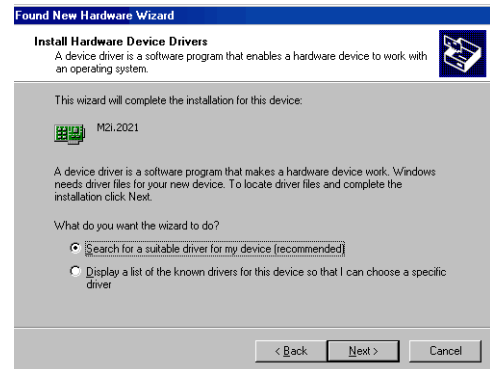 Found New Hardware Wizard
Install Hardware Device Drivers
A device driver is a software program that enables a hardware device to work with
an operating system.
This wizard will complete the installation for this device:
M2i.2021
A device driver is a software program that makes a hardware device work. Windows
needs driver files for your new device. To locate driver files and complete the
installation click Next.
What do you want the wizard to do?
Search for a suitable driver for my device (recommended)
Display a list of the known drivers for this device so that I can choose a specific
driver
< Back Next > Cancel